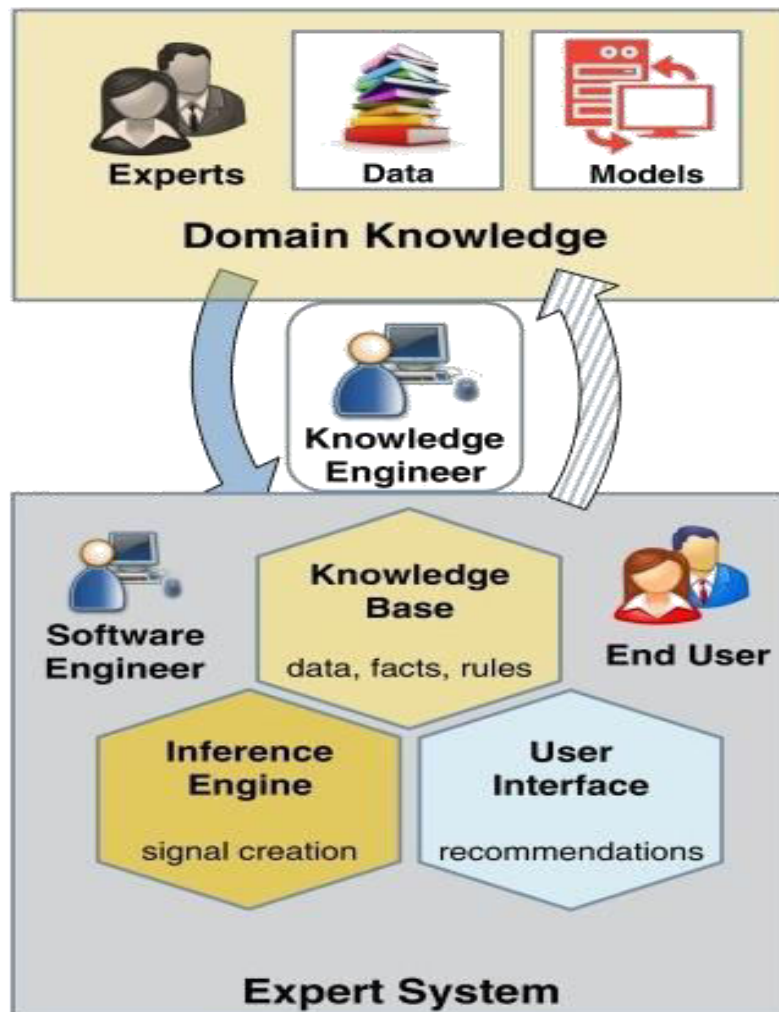 Experts
Data
Models
Domain Knowledge
Knowledge
Engineer
Software
Engineer
Knowledge
Base
data, facts, rules
End User
Inference
Engine
signal creation
User
Interface
recommendations
Expert System